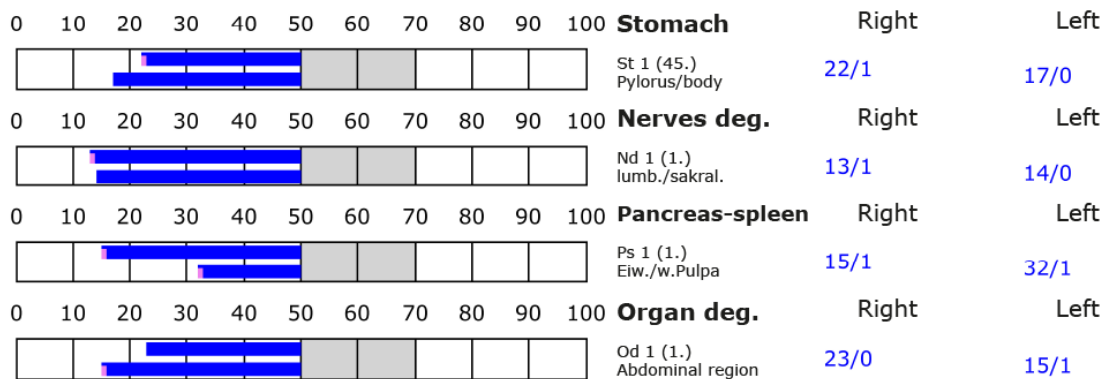 0 10 20 30 40 50 60 70 80 90 100 Stomach Right Left
St 1 (45.) 22/1 17/0
Pylorus/body
0 10 20 30 40 50 60 70 80 90 100 Nerves deg. Right Left
Nd 1 (1.) 13/1 14/0
lumb./sakral.
0 10 20 30 40 50 60 70 80 90 100 Pancreas-spleen Right Left
Ps 1 (1.) 15/1 32/1
Eiw./w.Pulpa
0 10 20 30 40 50 60 70 80 90 100 Organ deg. Right Left
Od 1 (1.) 23/0 15/1
Abdominal region